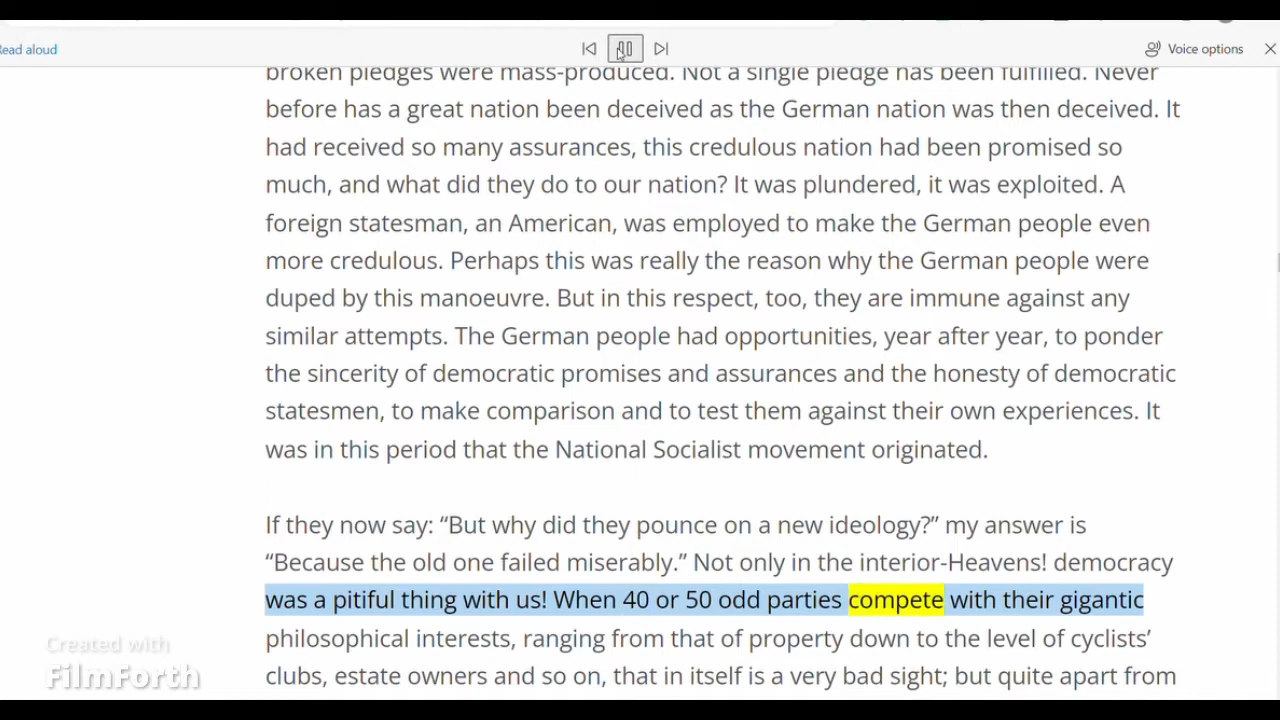 Read aloud
Voice options
broken pledges were mass-produced. Not a single pledge has been fulfilled. Never
before has a great nation been deceived as the German nation was then deceived. It
had received so many assurances, this credulous nation had been promised so
much, and what did they do to our nation? It was plundered, it was exploited. A
foreign statesman, an American, was employed to make the German people even
more credulous. Perhaps this was really the reason why the German people were
duped by this manoeuvre. But in this respect, too, they are immune against any
similar attempts. The German people had opportunities, year after year, to ponder
the sincerity of democratic promises and assurances and the honesty of democratic
statesmen, to make comparison and to test them against their own experiences. It
was in this period that the National Socialist movement originated.
If they now say: “But why did they pounce on a new ideology?” my answer is
“Because the old one failed miserably.” Not only in the interior-Heavens! democracy
was a pitiful thing with us! When 40 or 50 odd parties compete with their gigantic
philosophical interests, ranging from that of property down to the level of cyclists’
clubs, estate owners and so on, that in itself is a very bad sight; but quite apart from
Created with
FilmForth